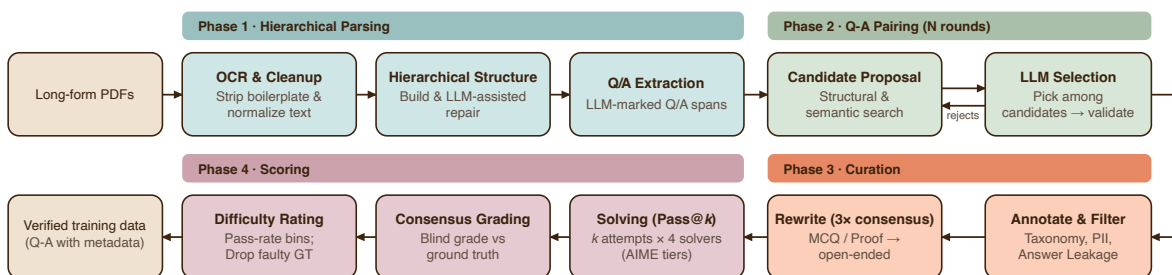 Phase 1 · Hierarchical Parsing
Phase 2 · Q-A Pairing (N rounds)
Long-form PDFs
OCR & Cleanup
Strip boilerplate &
normalize text
Hierarchical Structure
Build & LLM-assisted
repair
Q/A Extraction
LLM-marked Q/A spans
Candidate Proposal
Structural &
semantic search
rejects
LLM Selection
Pick among
candidates → validate
Phase 4 · Scoring
Phase 3 · Curation
Verified training data
(Q-A with metadata)
Difficulty Rating
Pass-rate bins;
Drop faulty GT
Consensus Grading
Blind grade vs
ground truth
Solving (Pass@k)
k attempts × 4 solvers
(AIME tiers)
Rewrite (3× consensus)
MCQ / Proof →
open-ended
Annotate & Filter
Taxonomy, PII,
Answer Leakage